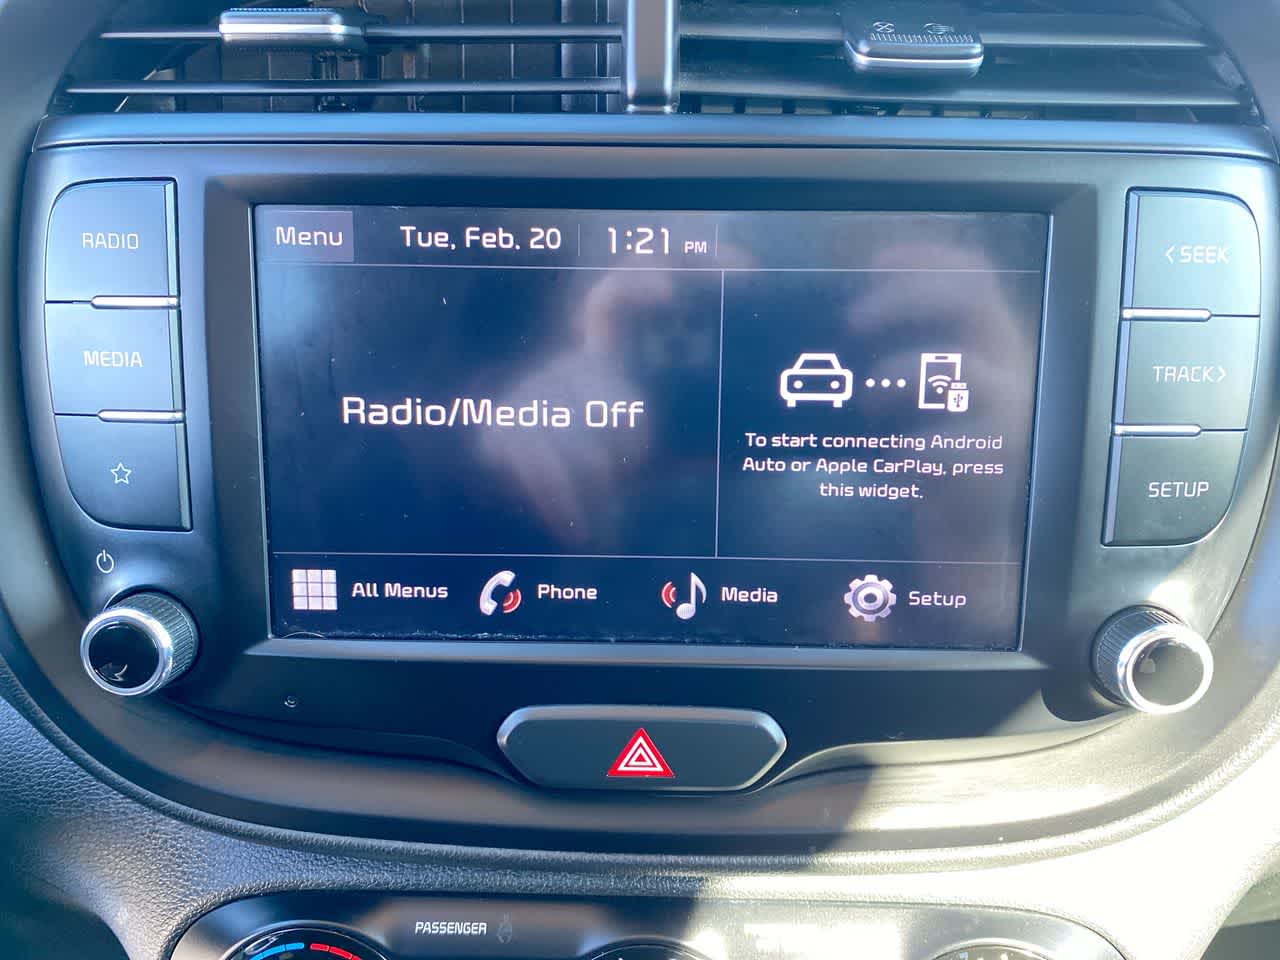 RADIO
MEDIA
Menu
Tue, Feb. 20
1:21 PM
Radio/Media Off
To start connecting Android
Auto or Apple CarPlay, press
this widget.
All Menus
Phone
Media
Setup
< SEEK
TRACK >
SETUP
PASSENGER